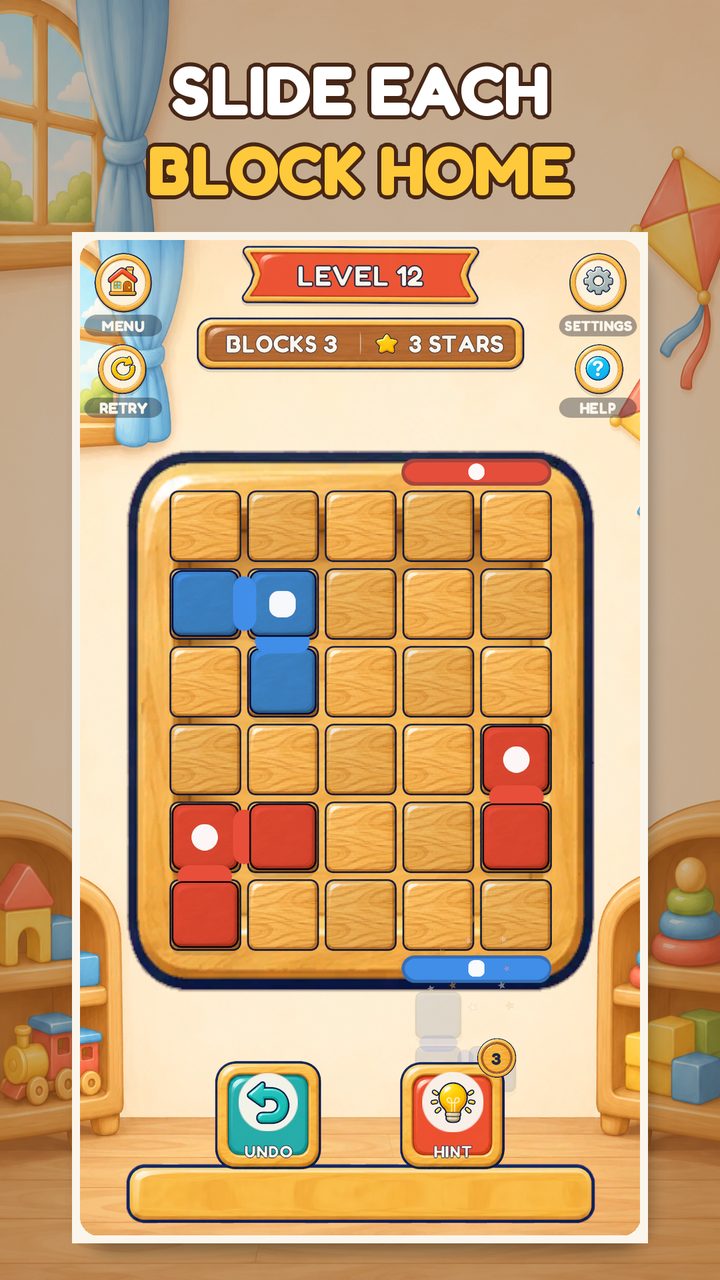 SLIDE EACH
BLOCK HOME
LEVEL 12
MENU
SETTINGS
BLOCKS 3
3 STARS
RETRY
HELP
3
UNDO
HINT